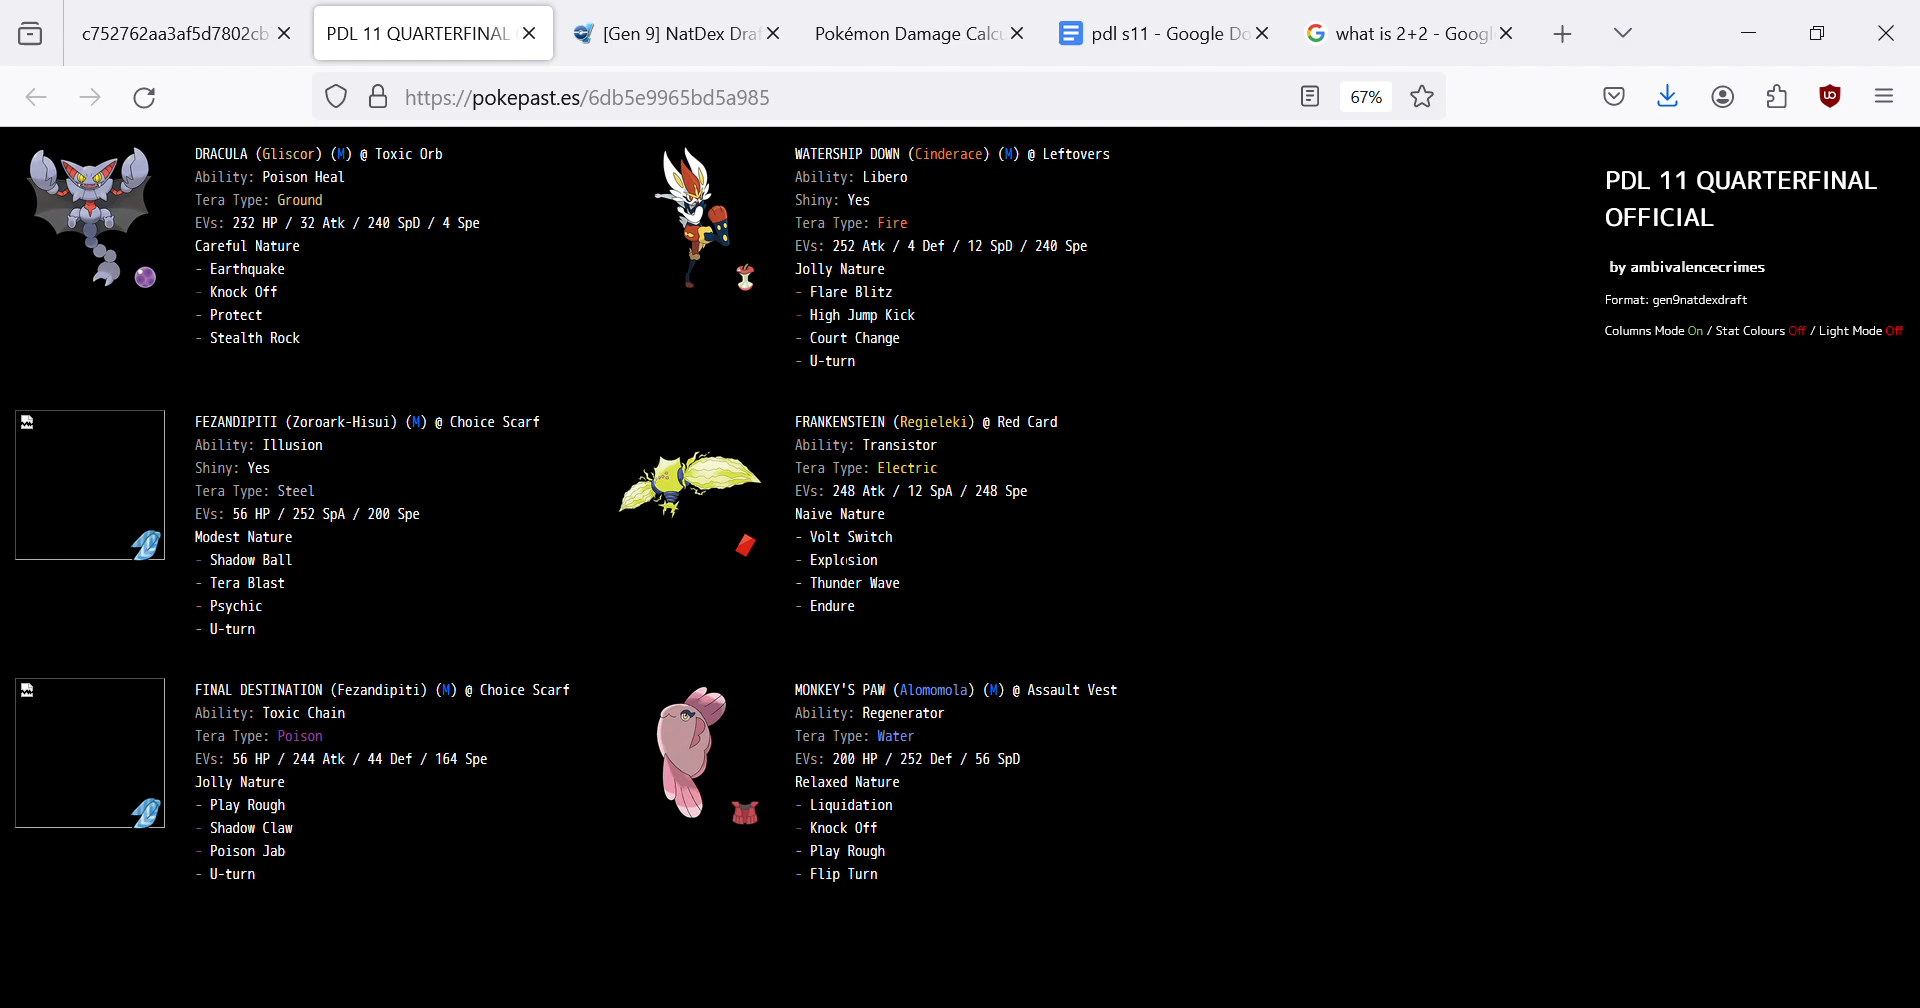 c752762aa3af5d7802cb
PDL 11 QUARTERFINAL
[Gen 9] NatDex Draf
Pokémon Damage Calcu
pdl s11 - Google Do
what is 2+2 - Googl
https://pokepast.es/6db5e9965bd5a985
67%
DRACULA (Gliscor) (M) @ Toxic Orb
Ability: Poison Heal
Tera Type: Ground
EVs: 232 HP / 32 Atk / 240 SpD / 4 Spe
Careful Nature
- Earthquake
- Knock Off
- Protect
- Stealth Rock
WATERSHIP DOWN (Cinderace) (M) @ Leftovers
Ability: Libero
Shiny: Yes
Tera Type: Fire
EVs: 252 Atk / 4 Def / 12 SpD / 240 Spe
Jolly Nature
- Flare Blitz
- High Jump Kick
- Court Change
- U-turn
PDL 11 QUARTERFINAL
OFFICIAL
by ambivalencecrimes
Format: gen9natdexdraft
Columns Mode On / Stat Colours Off / Light Mode Off
FEZANDIPITI (Zoroark-Hisui) (M) @ Choice Scarf
Ability: Illusion
Shiny: Yes
Tera Type: Steel
EVs: 56 HP / 252 SpA / 200 Spe
Modest Nature
- Shadow Ball
- Tera Blast
- Psychic
- U-turn
FRANKENSTEIN (Regieleki) @ Red Card
Ability: Transistor
Tera Type: Electric
EVs: 248 Atk / 12 SpA / 248 Spe
Naive Nature
- Volt Switch
- Explosion
- Thunder Wave
- Endure
FINAL DESTINATION (Fezandipiti) (M) @ Choice Scarf
Ability: Toxic Chain
Tera Type: Poison
EVs: 56 HP / 244 Atk / 44 Def / 164 Spe
Jolly Nature
- Play Rough
- Shadow Claw
- Poison Jab
- U-turn
MONKEY'S PAW (Alomomola) (M) @ Assault Vest
Ability: Regenerator
Tera Type: Water
EVs: 200 HP / 252 Def / 56 SpD
Relaxed Nature
- Liquidation
- Knock Off
- Play Rough
- Flip Turn